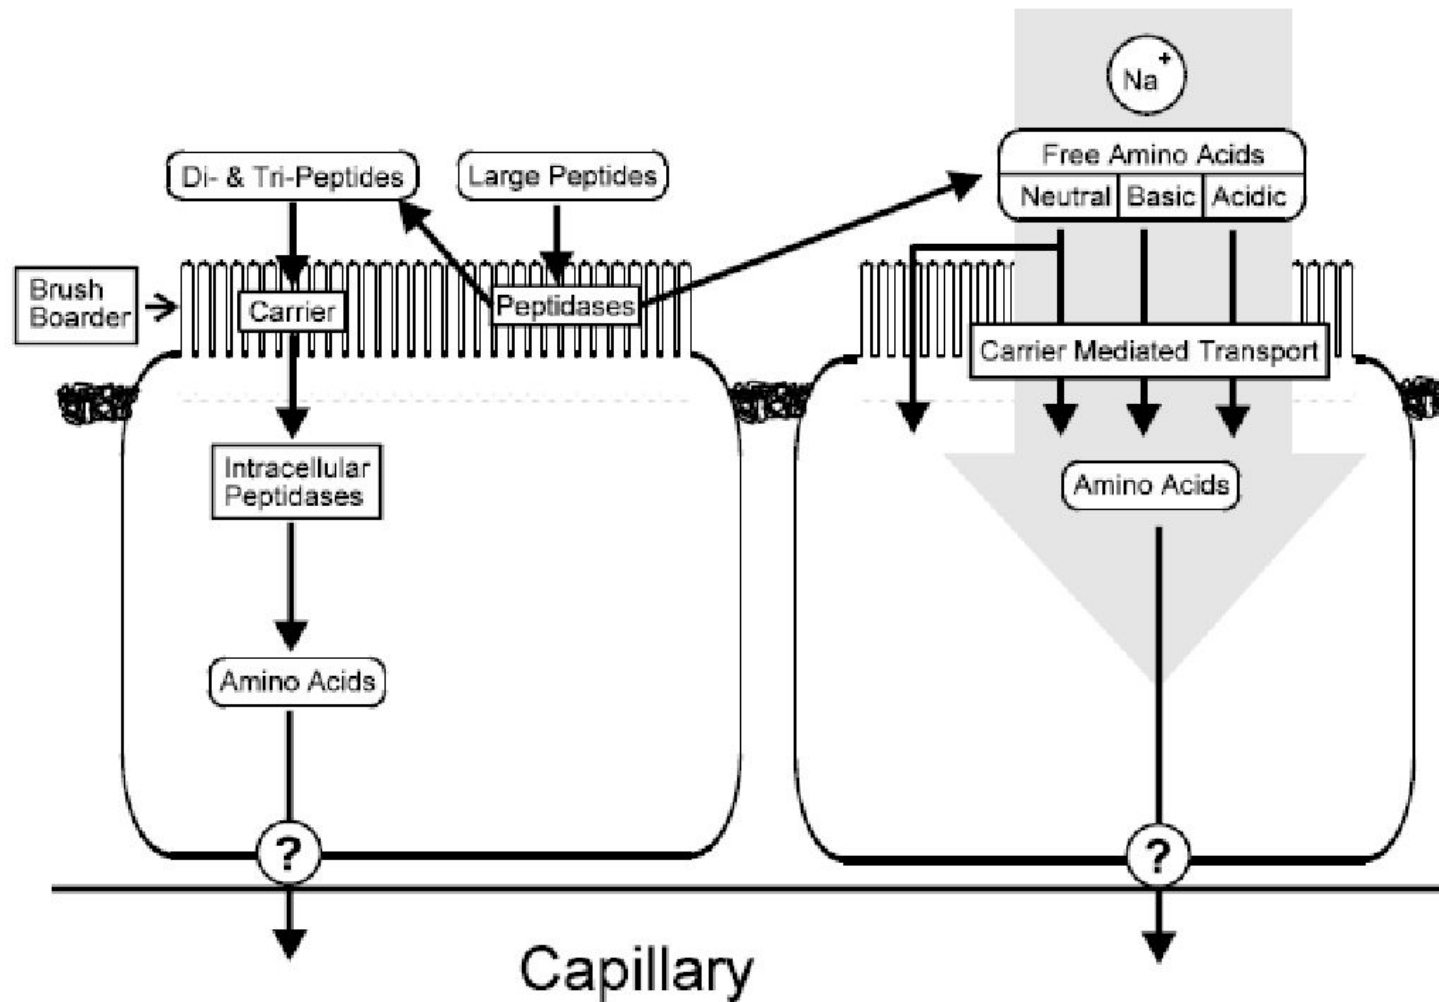 Na+
Free Amino Acids
Neutral Basic Acidic
Di- & Tri-Peptides
Large Peptides
Brush
Boarder
Carrier
Peptidases
Carrier Mediated Transport
Intracellular
Peptidases
Amino Acids
Amino Acids
?
?
Capillary